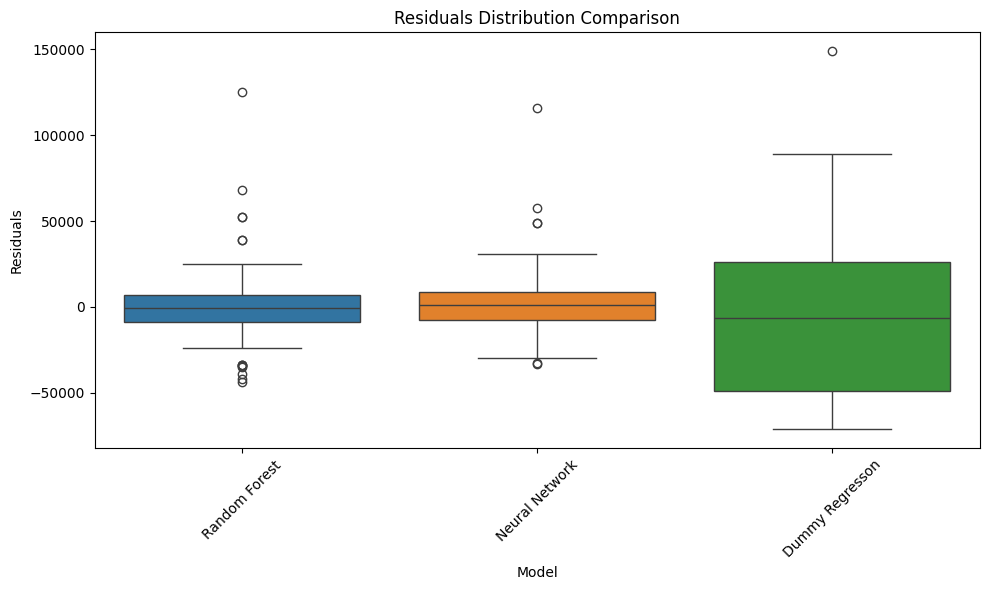 Residuals Distribution Comparison
150000
100000
50000
0
−50000
Residuals
Random Forest
Neural Network
Dummy Regresson
Model